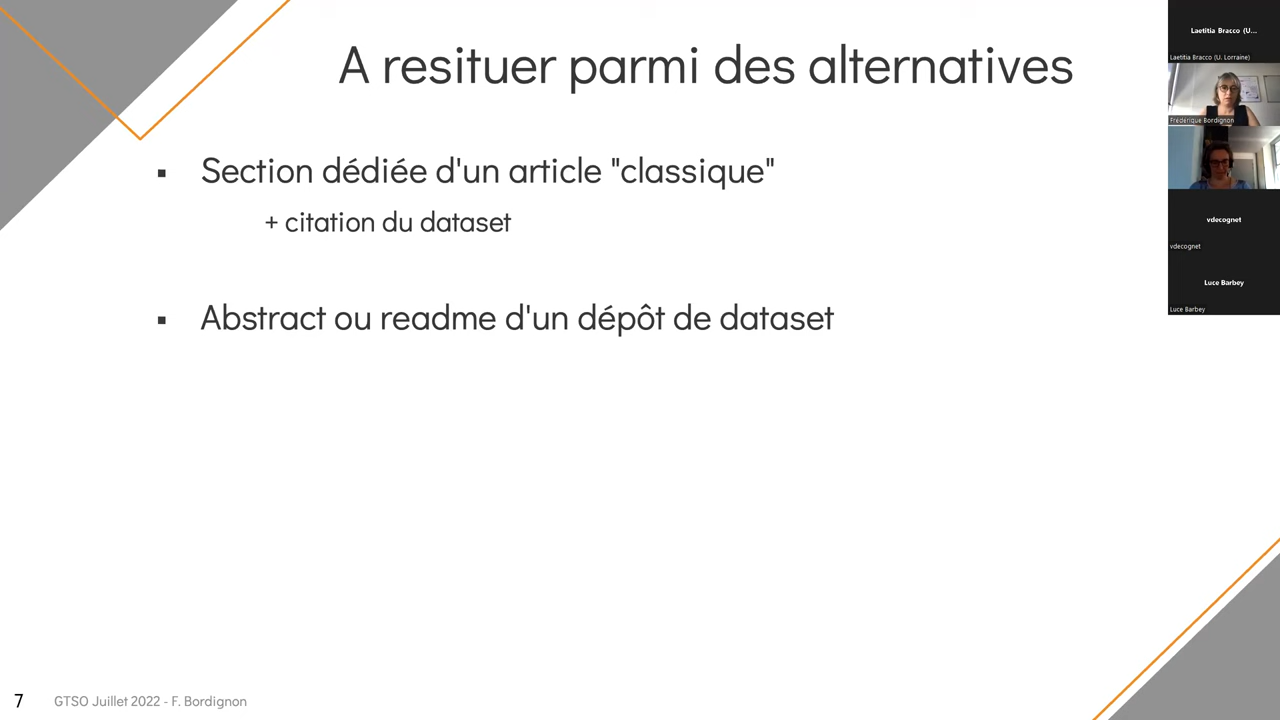 A resituer parmi des alternatives
▪ Section dédiée d'un article "classique"
+ citation du dataset
▪ Abstract ou readme d'un dépôt de dataset
7 GTSO Juillet 2022 - F. Bordignon
Laetitia Bracco (U...
Laetitia Bracco (U. Lorraine)
Frédérique Bordignon
vdecognet
vdecognet
Luce Barbey
Luce Barbey